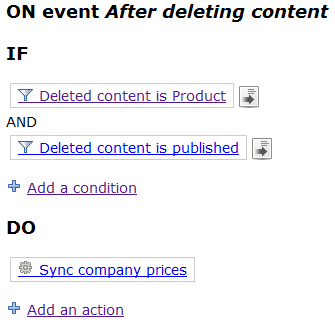 ON event After deleting content
IF
Deleted content is Product
AND
Deleted content is published
Add a condition
DO
Sync company prices
Add an action